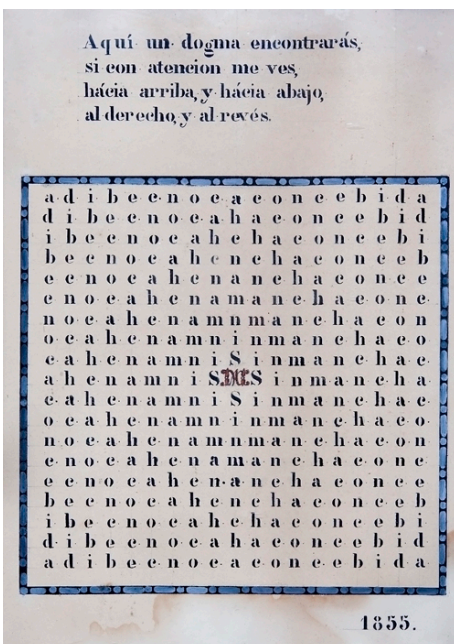 Aquí un dogma encontrarás,
si con atencion me ves,
hácia arriba, y hácia abajo,
al derecho, y al revés.
a d i b e c n o c a c o n c e b i d a
d i b e c n o c a h a c o n c e b i d
i b e c n o c a h c h a c o n c e b i
b e c n o c a h c n c h a c o n c e b
e c n o c a h c n a n c h a c o n c e
c n o c a h c n a m a n c h a c o n c
n o c a h c n a m n m a n c h a c o n
o c a h c n a m n i n m a n c h a c o
c a h c n a m n i S i n m a n c h a c
a h c n a m n i S S i n m a n c h a
c a h c n a m n i S i n m a n c h a c
o c a h c n a m n i n m a n c h a c o
n o c a h c n a m n m a n c h a c o n
c n o c a h c n a m a n c h a c o n c
e c n o c a h c n a n c h a c o n c e
b e c n o c a h c n c h a c o n c e b
i b e c n o c a h c h a c o n c e b i
d i b e c n o c a h a c o n c e b i d
a d i b e c n o c a c o n c e b i d a
1855.